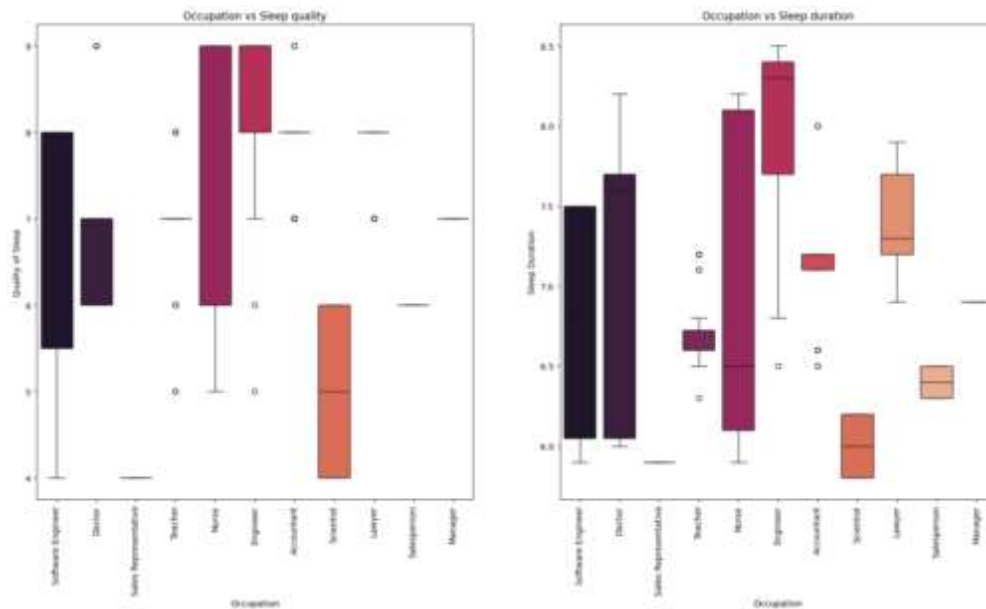 Occupation vs Sleep quality
9
8
7
6
5
4
Quality of Sleep
Software Engineer
Doctor
Sales Representative
Teacher
Nurse
Engineer
Accountant
Scientist
Lawyer
Salesperson
Manager
Occupation
Occupation vs Sleep duration
8.5
8.0
7.5
7.0
6.5
6.0
Sleep Duration
Software Engineer
Doctor
Sales Representative
Teacher
Nurse
Engineer
Accountant
Scientist
Lawyer
Salesperson
Manager
Occupation